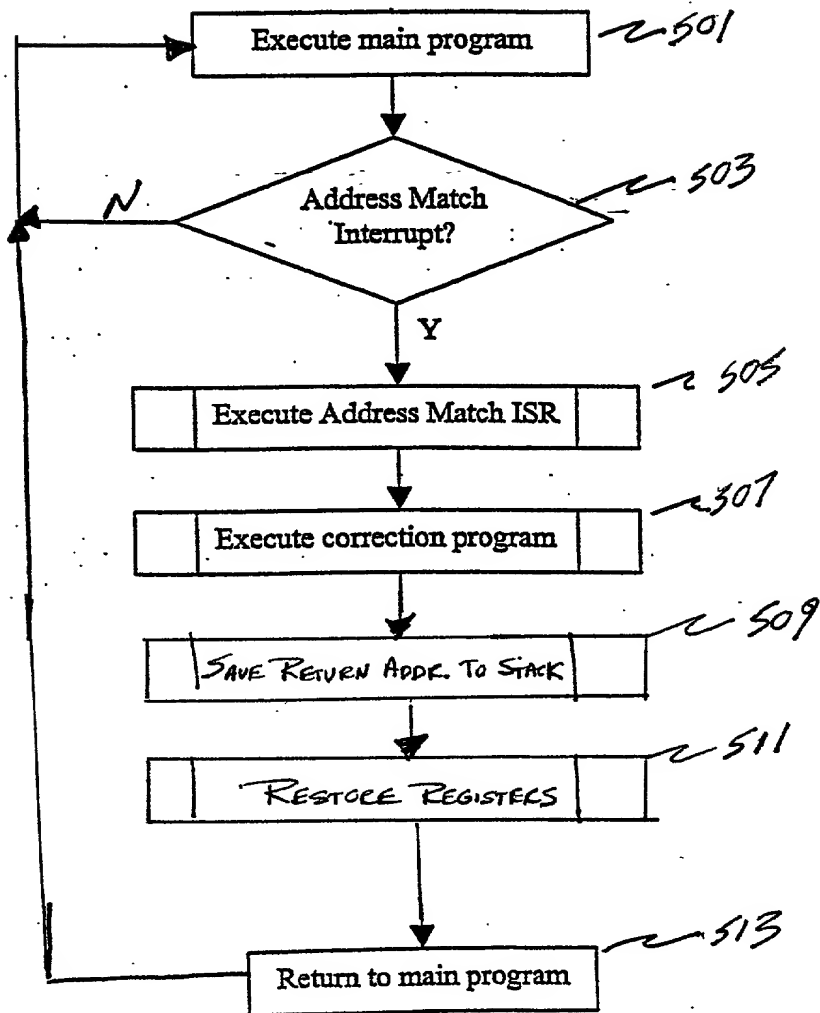 Execute main program
501
Address Match
Interrupt?
503
N
Y
Execute Address Match ISR
505
Execute correction program
507
SAVE RETURN ADDR. TO STACK
509
RESTORE REGISTERS
511
Return to main program
513